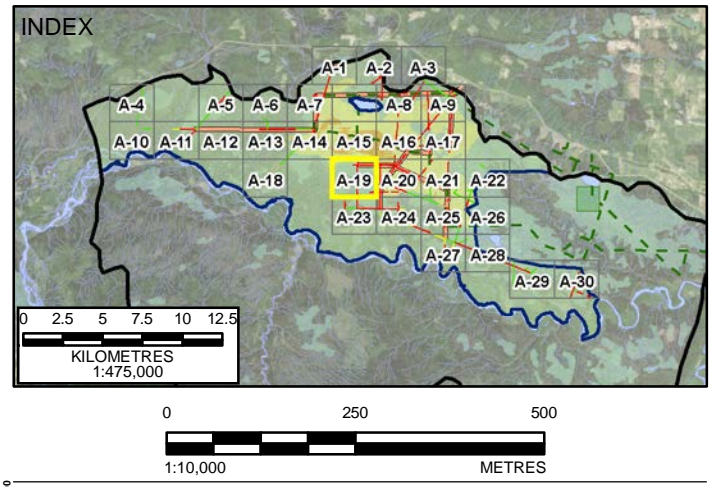 INDEX
A-1 A-2 A-3
A-4 A-5 A-6 A-7 A-8 A-9
A-10 A-11 A-12 A-13 A-14 A-15 A-16 A-17
A-18 A-19 A-20 A-21 A-22
A-23 A-24 A-25 A-26
A-27 A-28
A-29 A-30
0 2.5 5 7.5 10 12.5
KILOMETRES
1:475,000
0 250 500
1:10,000 METRES
0